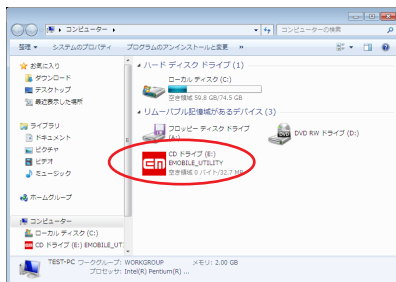 コンピューター
コンピューターの検索
整理 システムのプロパティ プログラムのアンインストールと変更 »
お気に入り
ダウンロード
デスクトップ
最近表示した場所
ライブラリ
ドキュメント
ピクチャ
ビデオ
ミュージック
ホームグループ
コンピューター
ローカル ディスク (C:)
CD ドライブ (E:) EMOBILE_UT
ハード ディスク ドライブ (1)
ローカル ディスク (C:)
空き領域 59.8 GB/74.5 GB
リムーバブル記憶域があるデバイス (3)
フロッピー ディスク ドライブ
(A:)
DVD RW ドライブ (D:)
CD ドライブ (E:)
EMOBILE_UTILITY
空き領域 0 バイト/32.7 MB
TEST-PC ワークグループ: WORKGROUP メモリ: 2.00 GB
プロセッサ: Intel(R) Pentium(R) ...